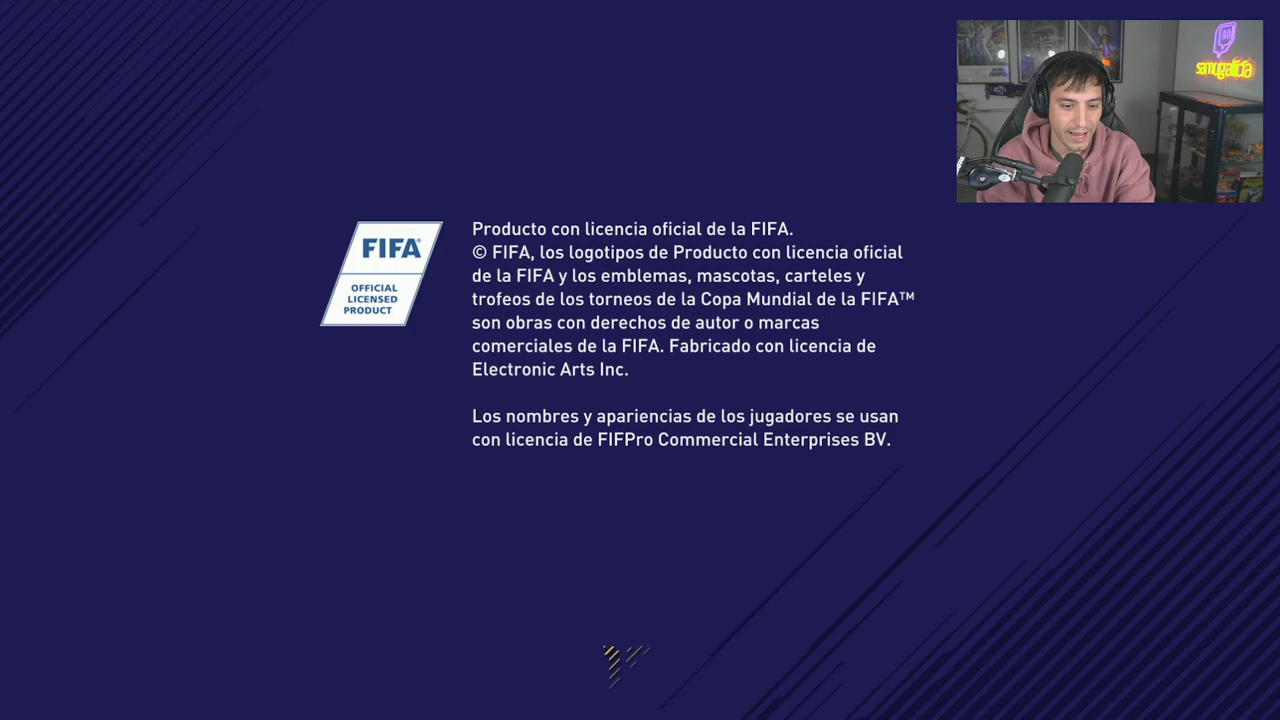 samugalida
FIFA
OFFICIAL
LICENSED
PRODUCT
Producto con licencia oficial de la FIFA.
© FIFA, los logotipos de Producto con licencia oficial
de la FIFA y los emblemas, mascotas, carteles y
trofeos de los torneos de la Copa Mundial de la FIFA™
son obras con derechos de autor o marcas
comerciales de la FIFA. Fabricado con licencia de
Electronic Arts Inc.
Los nombres y apariencias de los jugadores se usan
con licencia de FIFPro Commercial Enterprises BV.